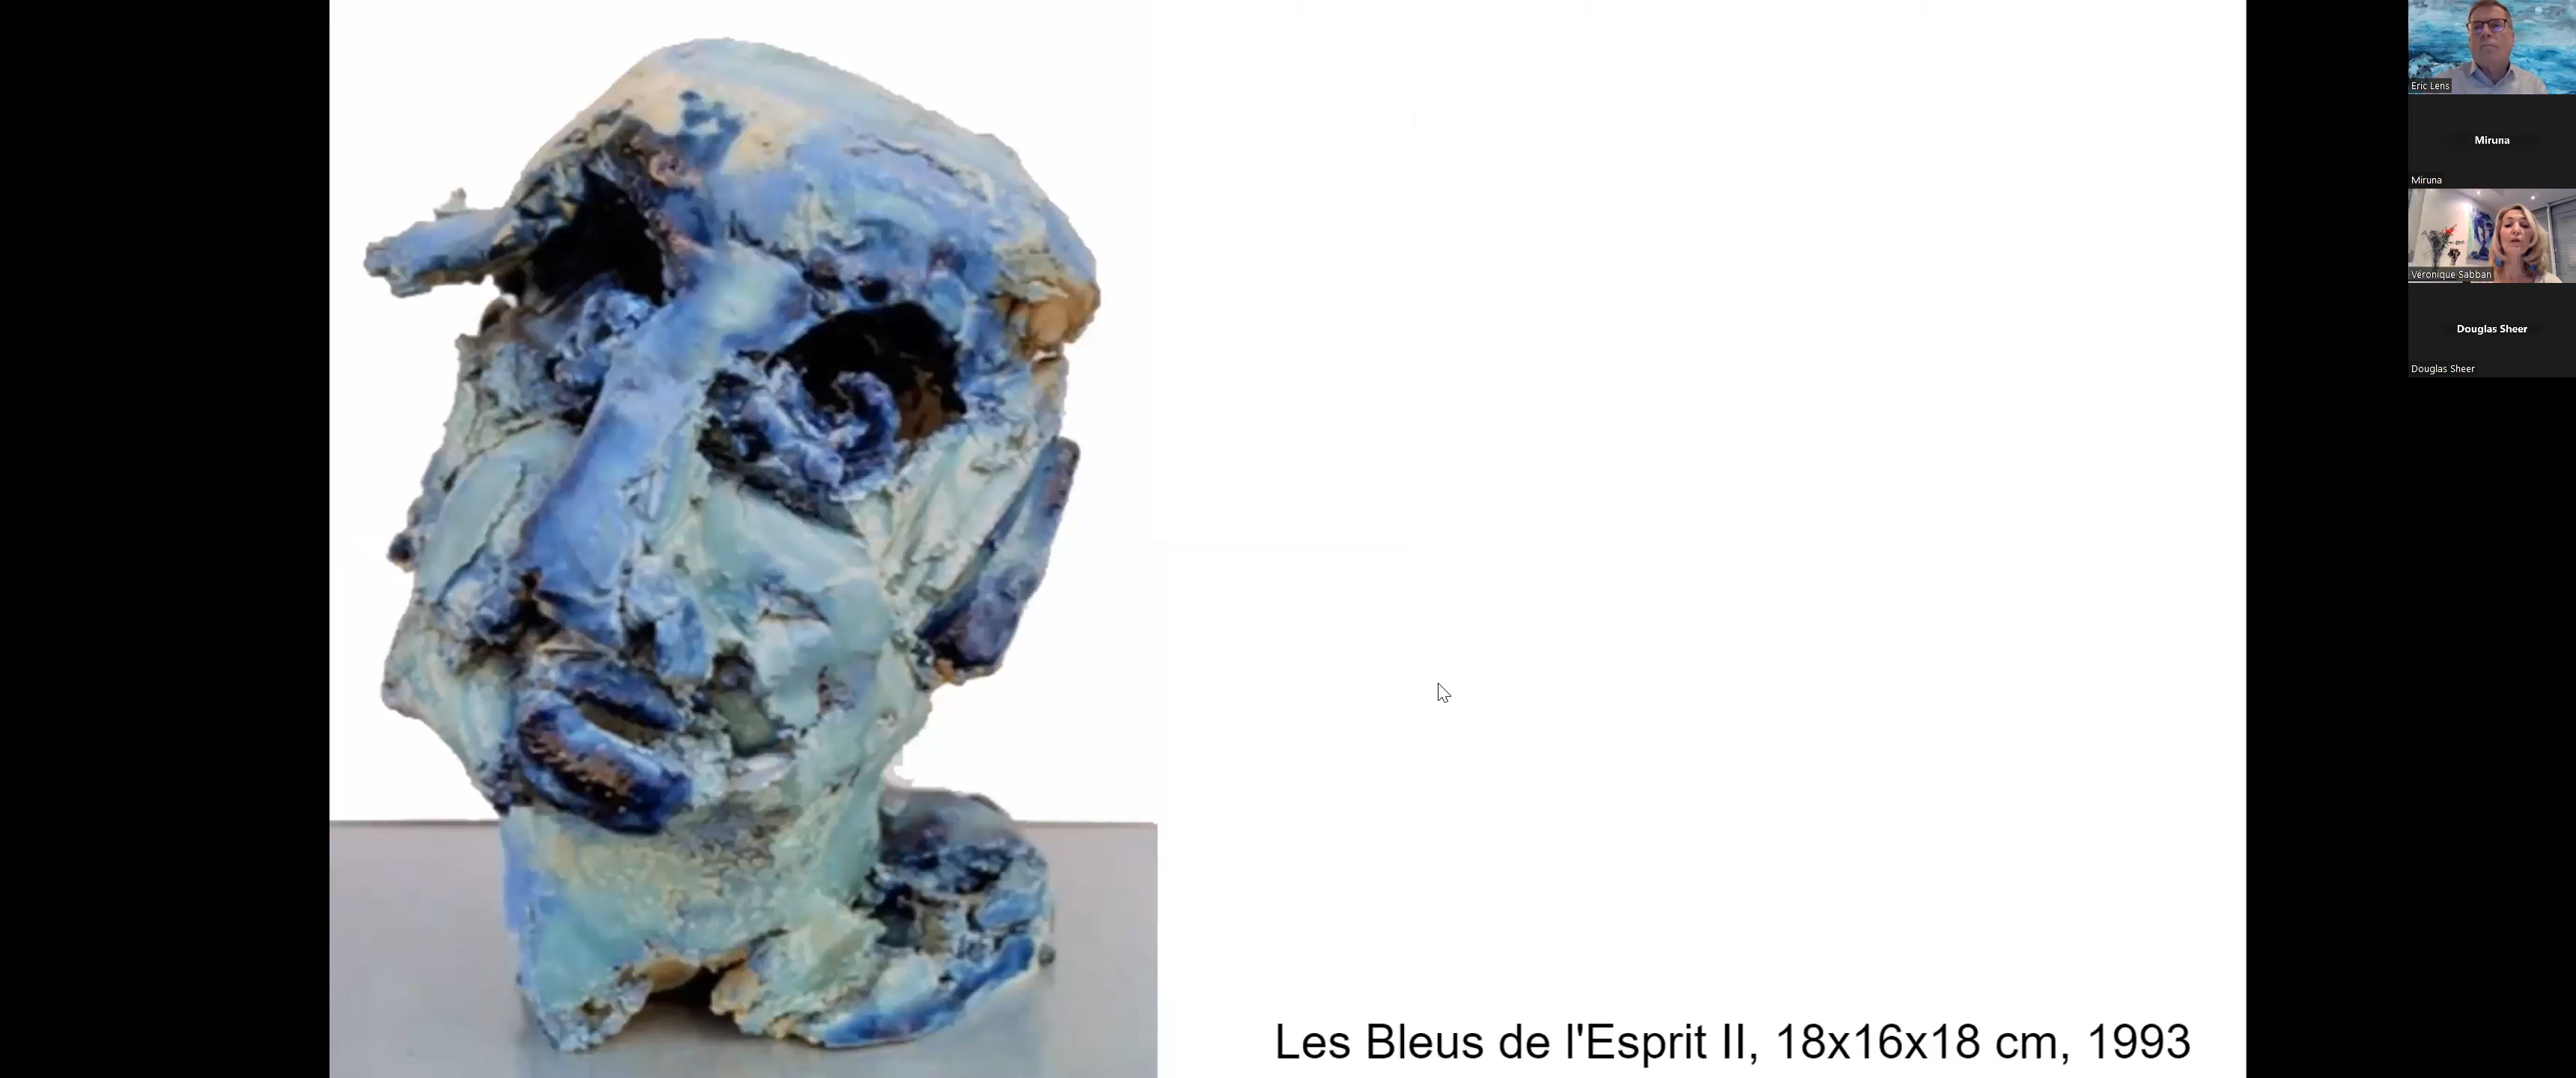 Les Bleus de l'Esprit II, 18x16x18 cm, 1993
Eric Lens
Miruna
Miruna
Véronique Sabban
Douglas Sheer
Douglas Sheer